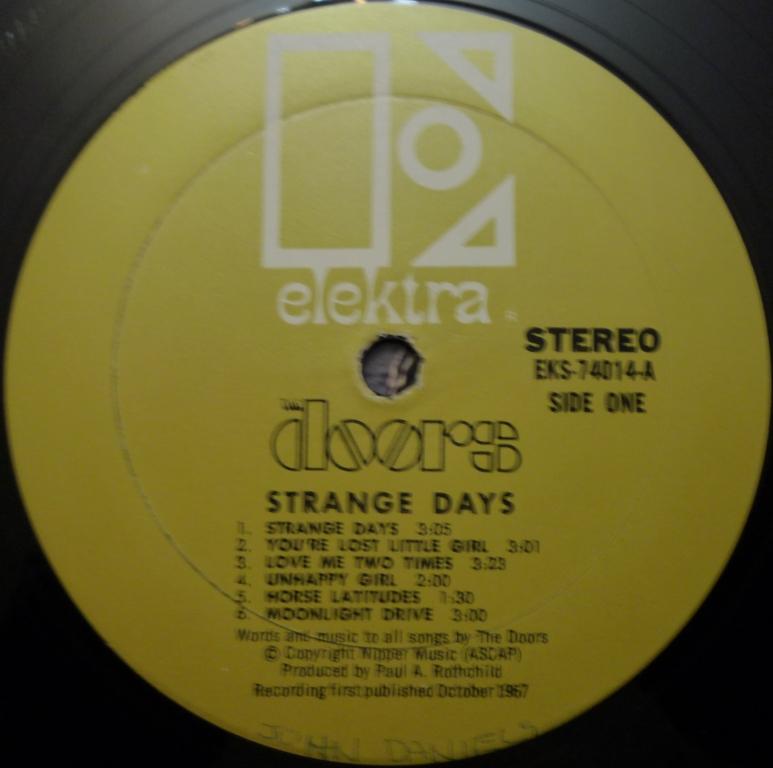 elektra ®
STEREO
EKS-74014-A
SIDE ONE
THE
doors
STRANGE DAYS
1. STRANGE DAYS 3:05
2. YOU'RE LOST LITTLE GIRL 3:01
3. LOVE ME TWO TIMES 3:23
4. UNHAPPY GIRL 2:00
5. HORSE LATITUDES 1:30
6. MOONLIGHT DRIVE 3:00
Words and music to all songs by The Doors
© Copyright Nipper Music (ASCAP)
Produced by Paul A. Rothchild
Recording first published October 1967
JOHN DANIELS